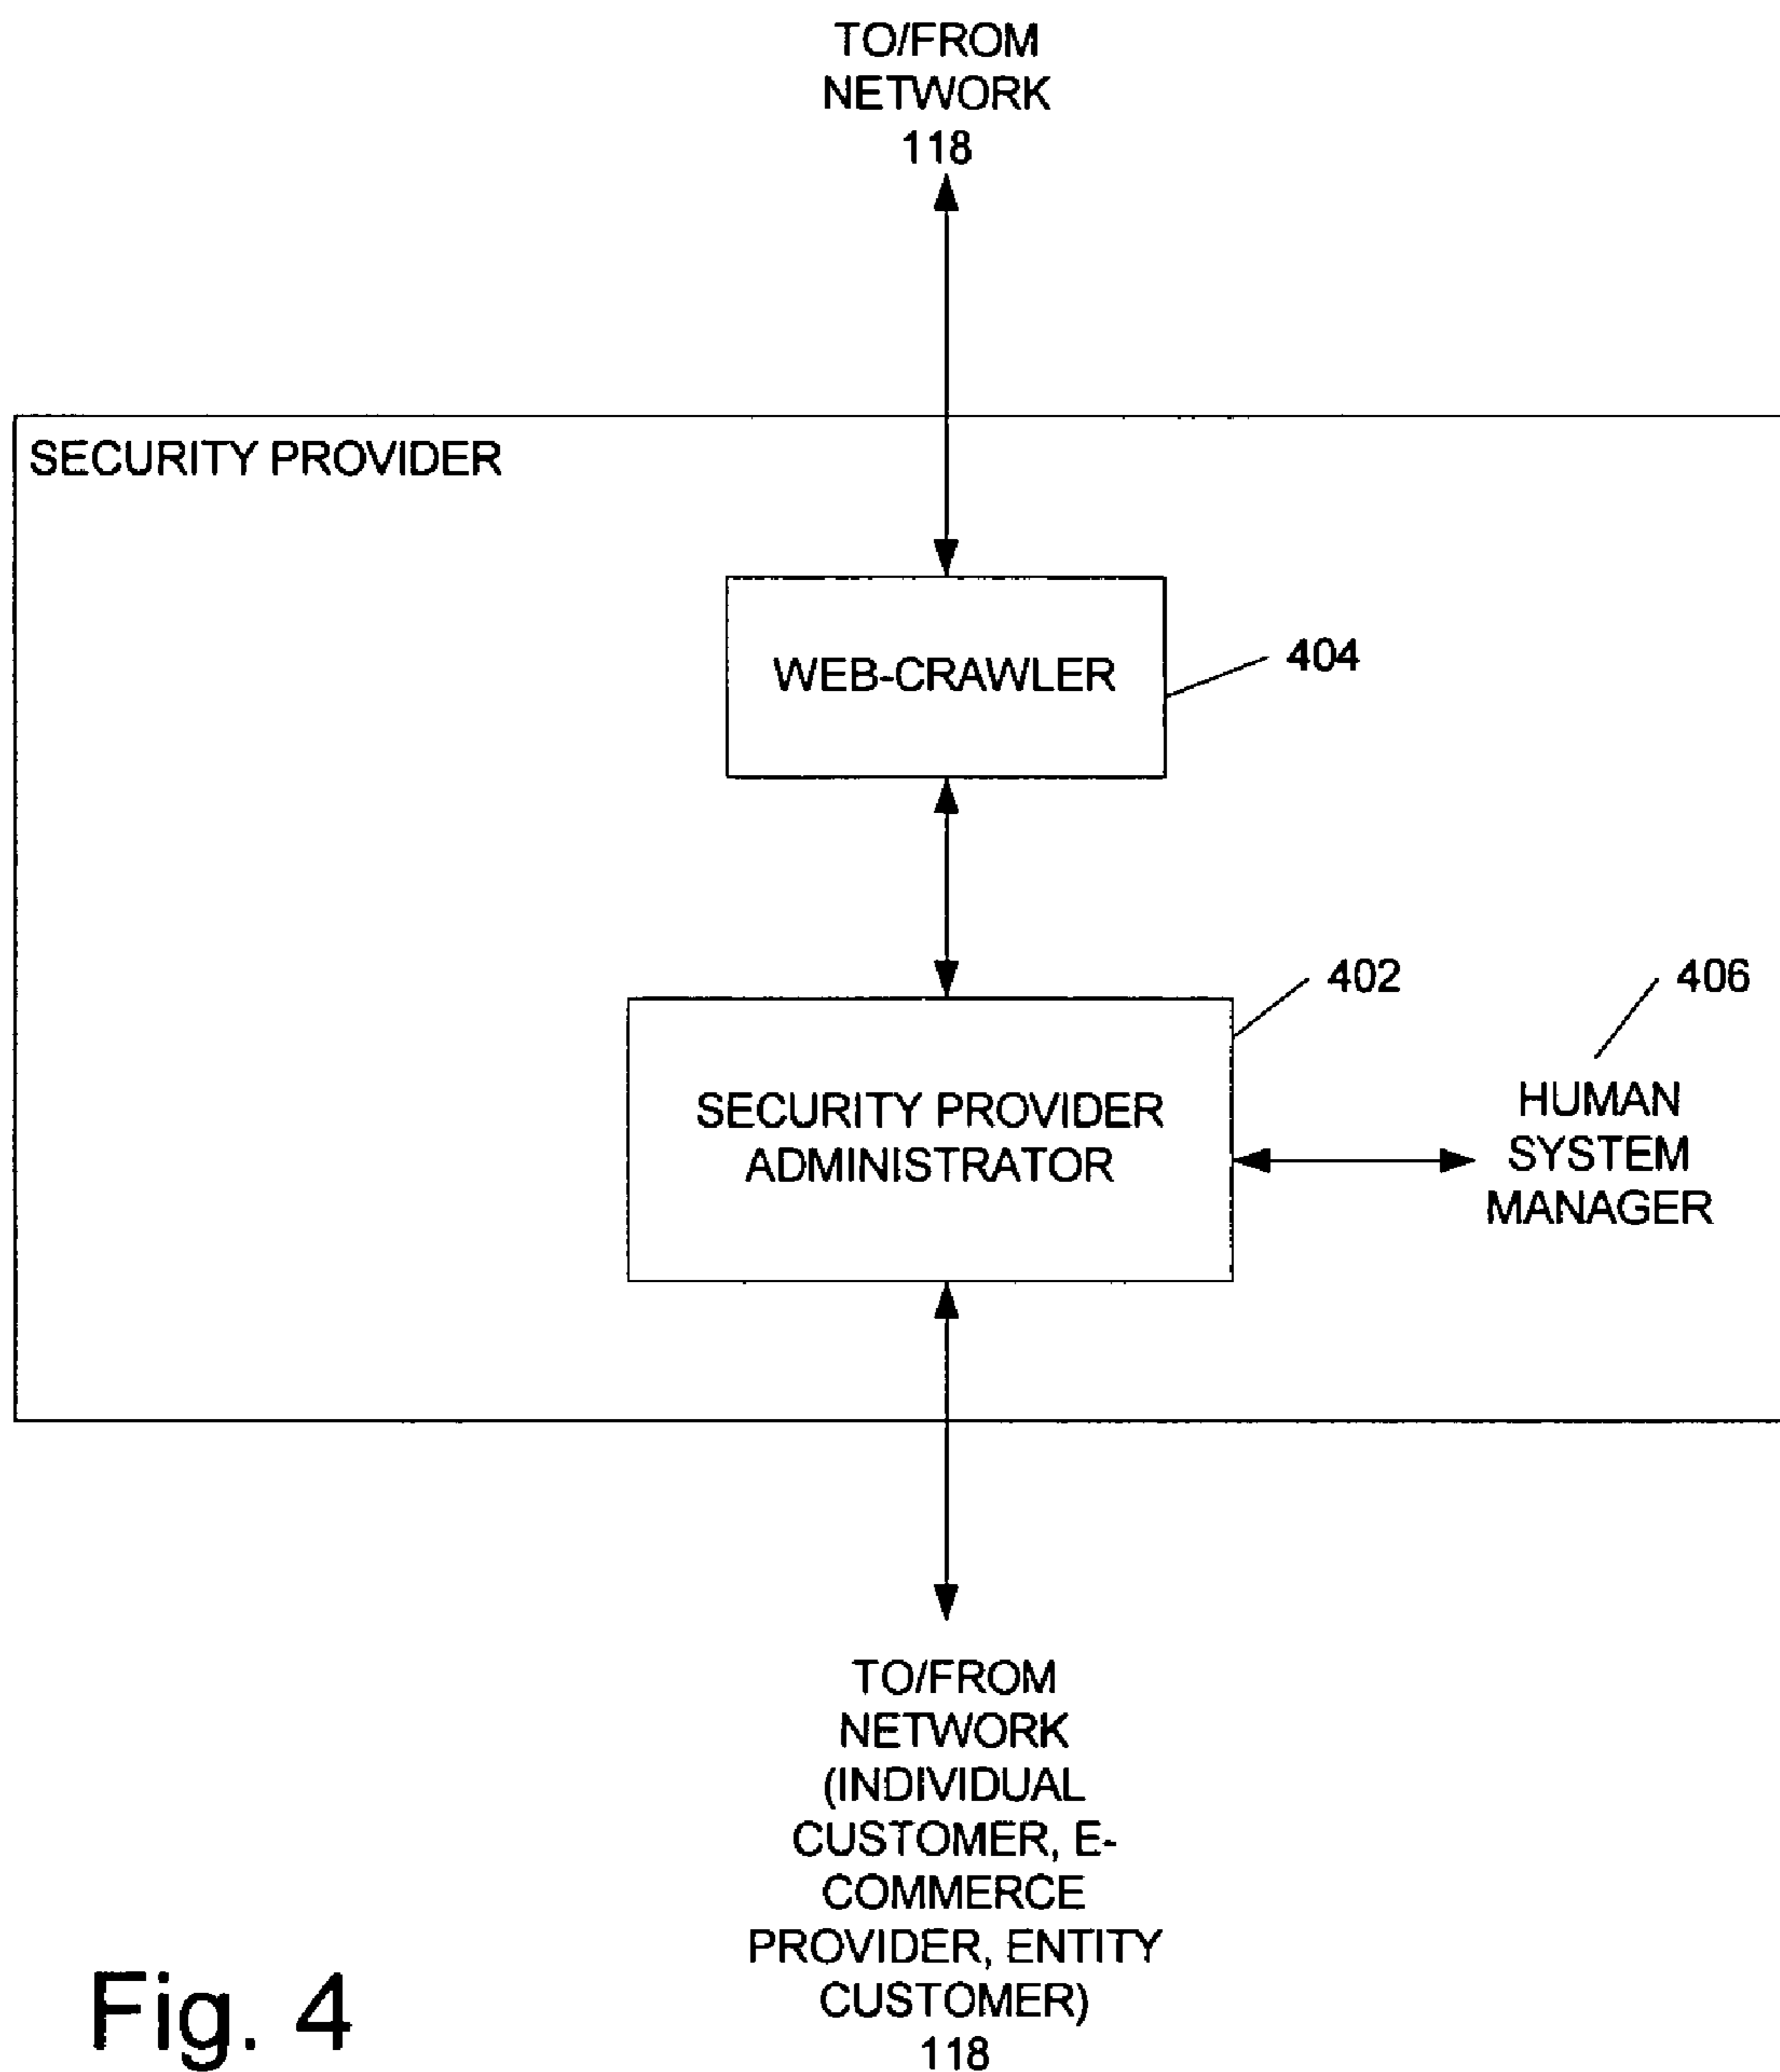 TO/FROM
NETWORK
118
SECURITY PROVIDER
WEB-CRAWLER
404
402
406
SECURITY PROVIDER
ADMINISTRATOR
HUMAN
SYSTEM
MANAGER
TO/FROM
NETWORK
(INDIVIDUAL
CUSTOMER, E-
COMMERCE
PROVIDER, ENTITY
CUSTOMER)
118
Fig. 4